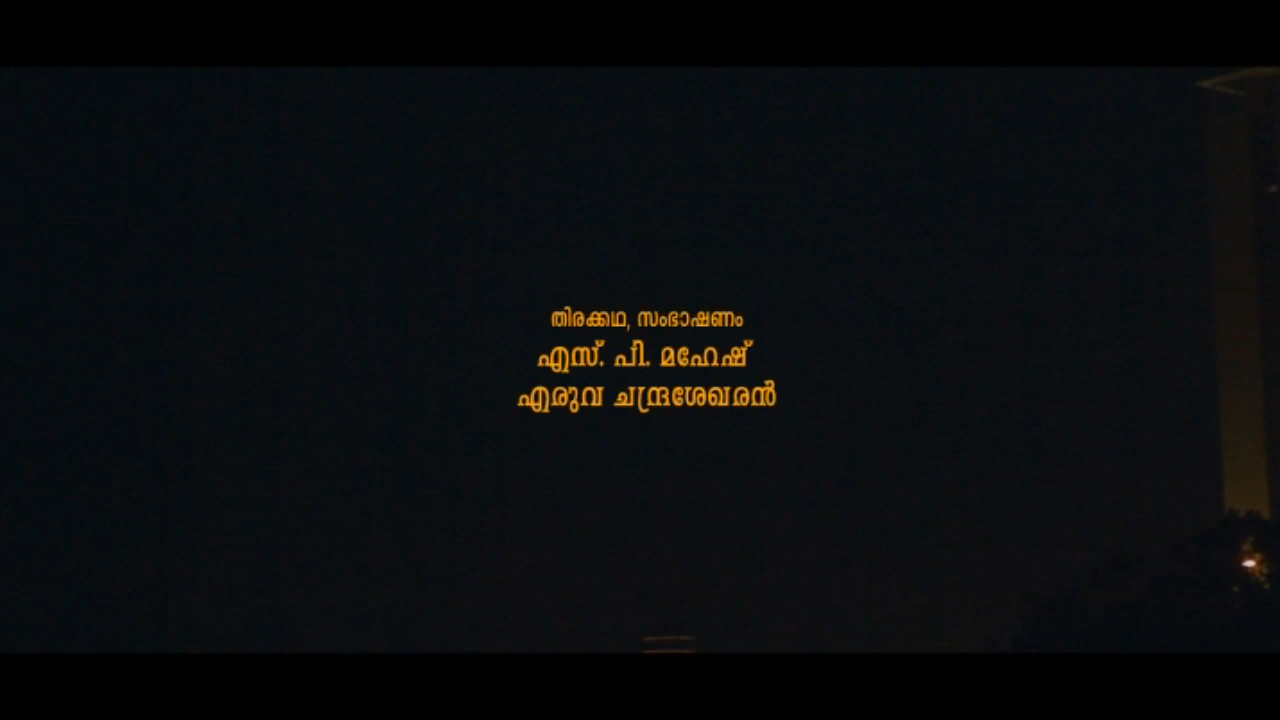 തിരക്കഥ, സംഭാഷണം
എസ്. പി. മഹേഷ്
എരുവ ചന്ദ്രശേഖരൻ